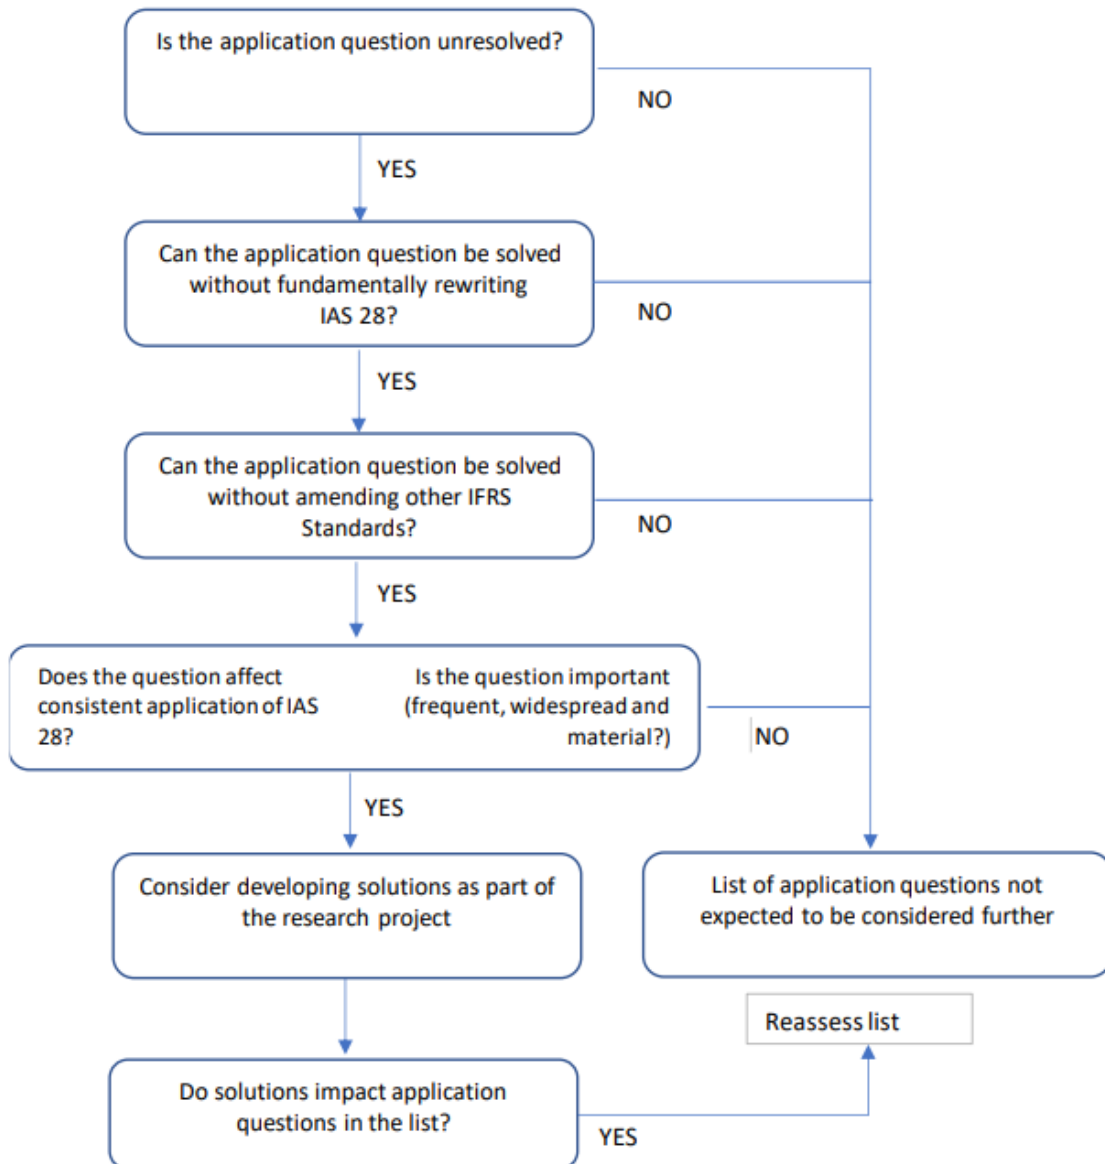 Is the application question unresolved?
NO
YES
Can the application question be solved
without fundamentally rewriting
IAS 28?
NO
YES
Can the application question be solved
without amending other IFRS
Standards?
NO
YES
Does the question affect
consistent application of IAS
28?
Is the question important
(frequent, widespread and
material?)
NO
YES
Consider developing solutions as part of
the research project
List of application questions not
expected to be considered further
Reassess list
Do solutions impact application
questions in the list?
YES